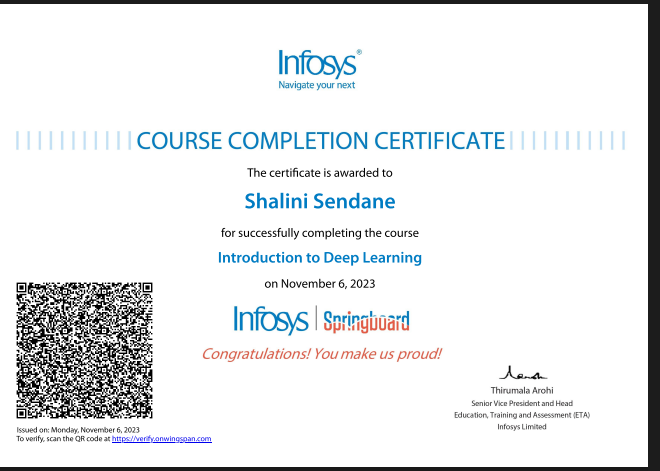 Infosys®
Navigate your next
COURSE COMPLETION CERTIFICATE
The certificate is awarded to
Shalini Sendane
for successfully completing the course
Introduction to Deep Learning
on November 6, 2023
Infosys | Springboard
Congratulations! You make us proud!
Thirumala Arohi
Senior Vice President and Head
Education, Training and Assessment (ETA)
Infosys Limited
Issued on: Monday, November 6, 2023
To verify, scan the QR code at https://verify.onwingspan.com